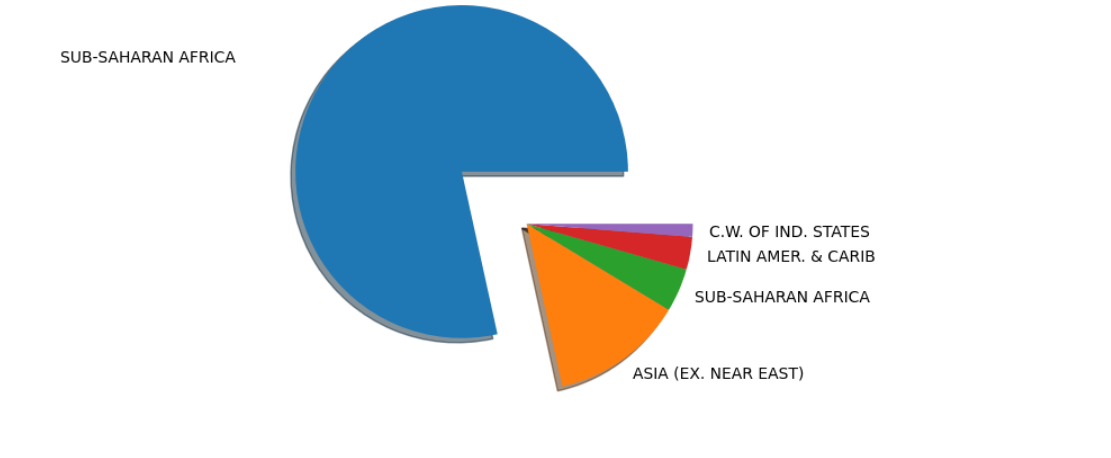 SUB-SAHARAN AFRICA
C.W. OF IND. STATES
LATIN AMER. & CARIB
SUB-SAHARAN AFRICA
ASIA (EX. NEAR EAST)